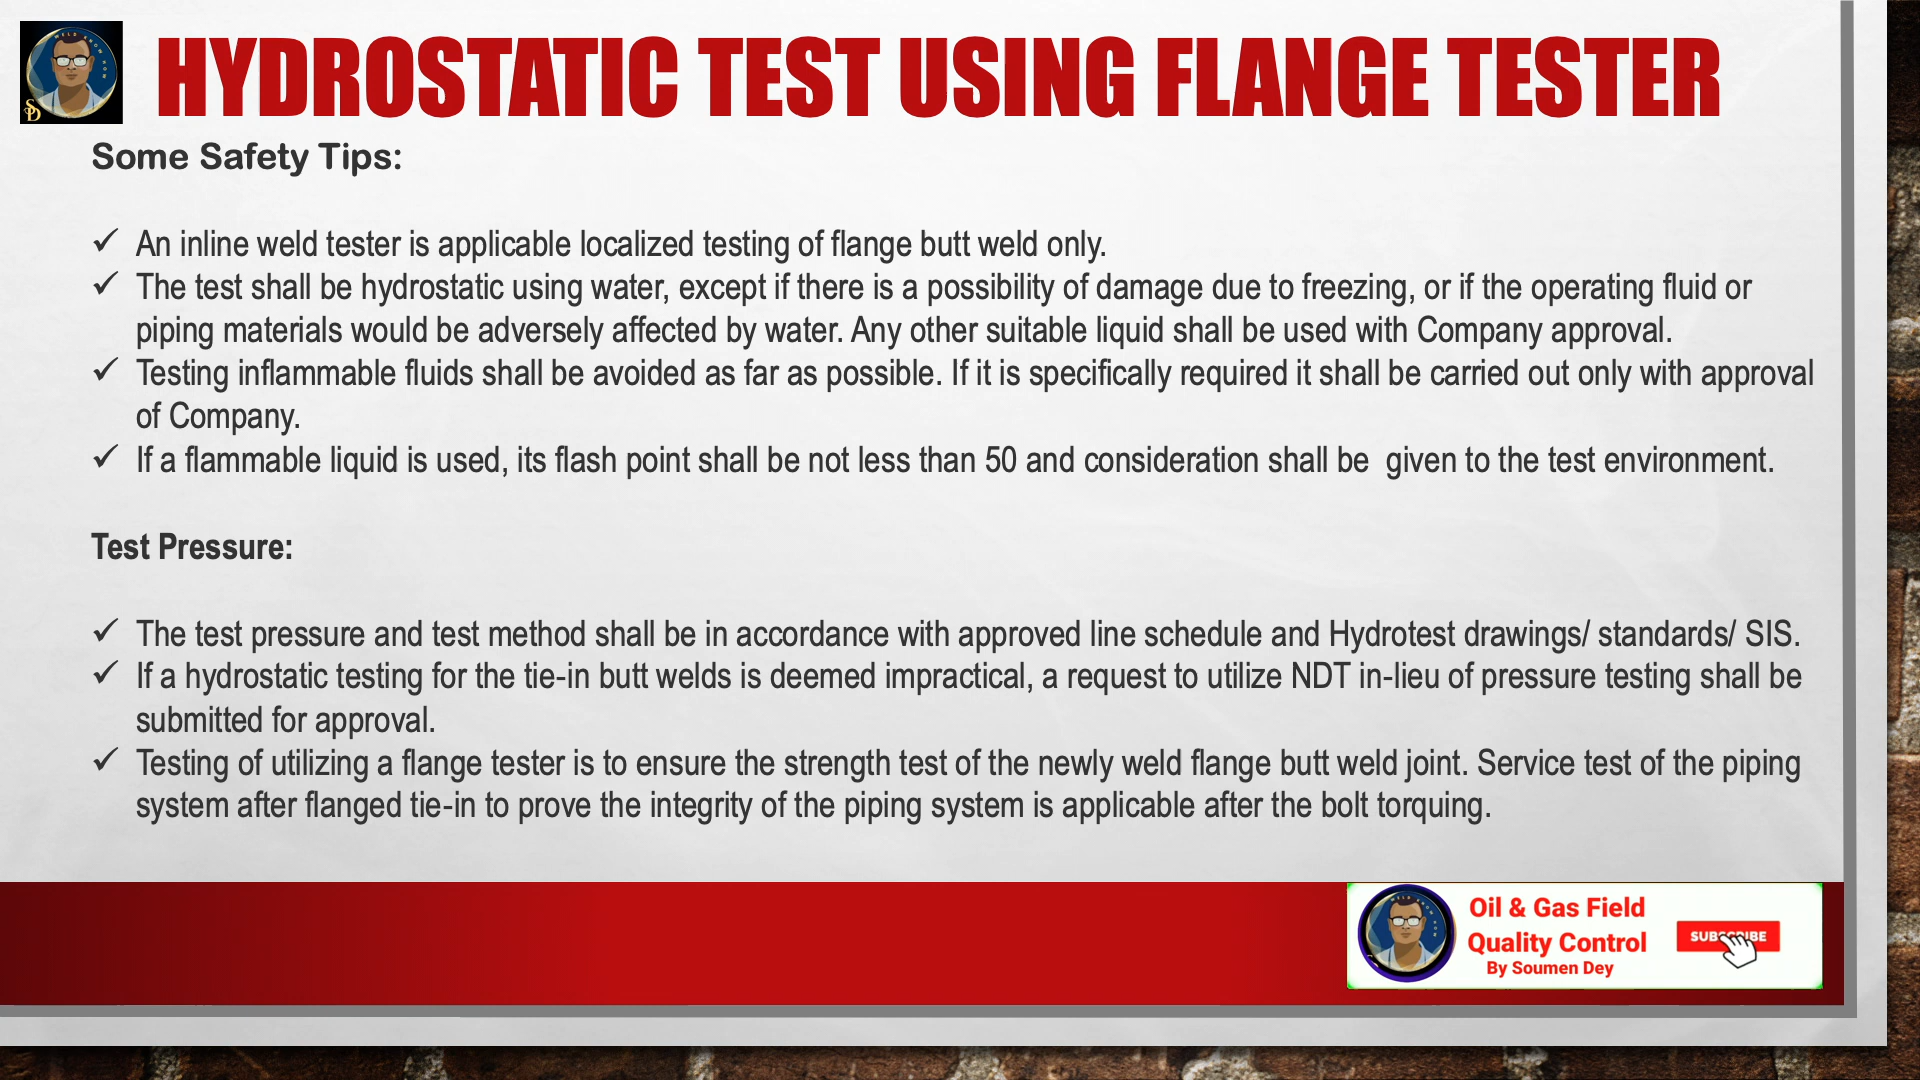 HYDROSTATIC TEST USING FLANGE TESTER
Some Safety Tips:
✓ An inline weld tester is applicable localized testing of flange butt weld only.
✓ The test shall be hydrostatic using water, except if there is a possibility of damage due to freezing, or if the operating fluid or
piping materials would be adversely affected by water. Any other suitable liquid shall be used with Company approval.
✓ Testing inflammable fluids shall be avoided as far as possible. If it is specifically required it shall be carried out only with approval
of Company.
✓ If a flammable liquid is used, its flash point shall be not less than 50 and consideration shall be  given to the test environment.
Test Pressure:
✓ The test pressure and test method shall be in accordance with approved line schedule and Hydrotest drawings/ standards/ SIS.
✓ If a hydrostatic testing for the tie-in butt welds is deemed impractical, a request to utilize NDT in-lieu of pressure testing shall be
submitted for approval.
✓ Testing of utilizing a flange tester is to ensure the strength test of the newly weld flange butt weld joint. Service test of the piping
system after flanged tie-in to prove the integrity of the piping system is applicable after the bolt torquing.
WELD KNOW HOW
SD
Oil & Gas Field
Quality Control
By Soumen Dey
SUBSCRIBE
WELD KNOW HOW